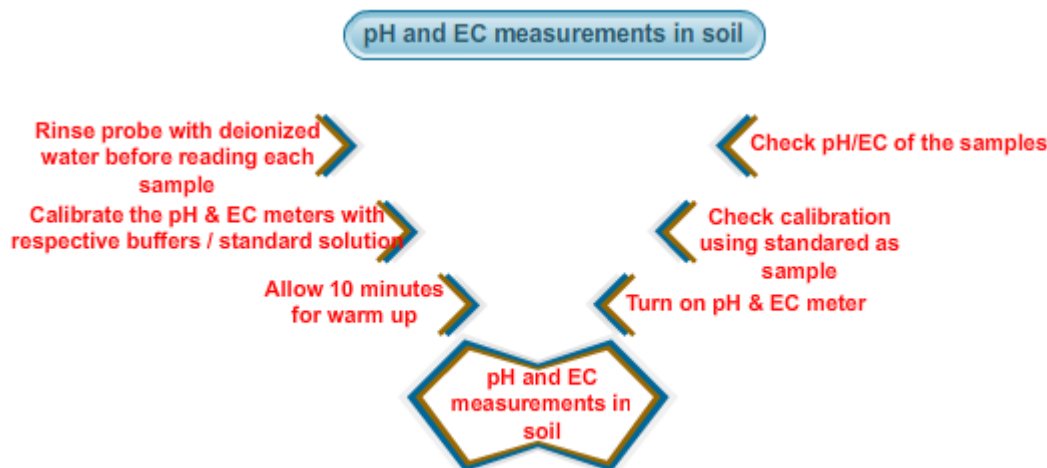 pH and EC measurements in soil
Rinse probe with deionized
water before reading each
sample
Check pH/EC of the samples
Calibrate the pH & EC meters with
respective buffers / standard solution
Check calibration
using standared as
sample
Allow 10 minutes
for warm up
Turn on pH & EC meter
pH and EC
measurements in
soil